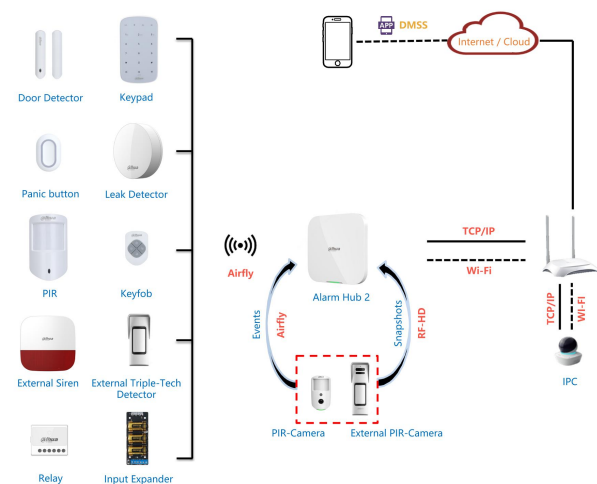 APP DMSS
Internet / Cloud
Door Detector
Keypad
Panic button
Leak Detector
PIR
Keyfob
External Siren
External Triple-Tech
Detector
Relay
Input Expander
Airfly
alhua
Alarm Hub 2
TCP/IP
Wi-Fi
Events
Airfly
Snapshots
RF-HD
PIR-Camera
External PIR-Camera
TCP/IP
WI-FI
IPC